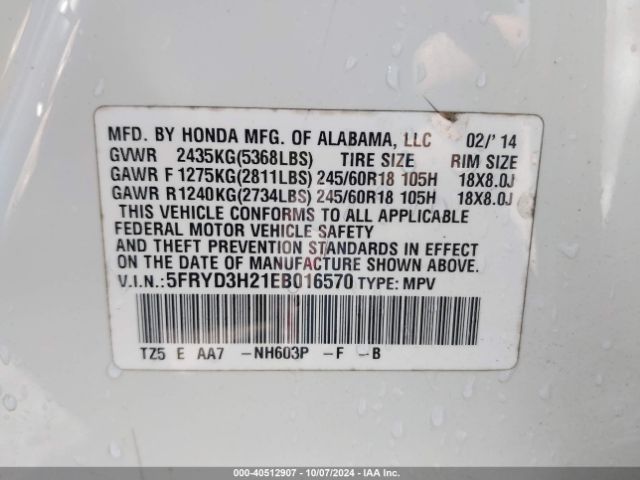 MFD. BY HONDA MFG. OF ALABAMA, LLC 02/' 14
GVWR 2435KG(5368LBS) TIRE SIZE RIM SIZE
GAWR F 1275KG(2811LBS) 245/60R18 105H 18X8.0J
GAWR R1240KG(2734LBS) 245/60R18 105H 18X8.0J
THIS VEHICLE CONFORMS TO ALL APPLICABLE
FEDERAL MOTOR VEHICLE SAFETY
AND THEFT PREVENTION STANDARDS IN EFFECT
ON THE DATE OF MANUFACTURE SHOWN ABOVE.
V.I.N.:5FRYD3H21EB016570 TYPE: MPV
TZ5 E AA7 -NH603P -F -B
000-40512907 - 10/07/2024 - IAAI.com